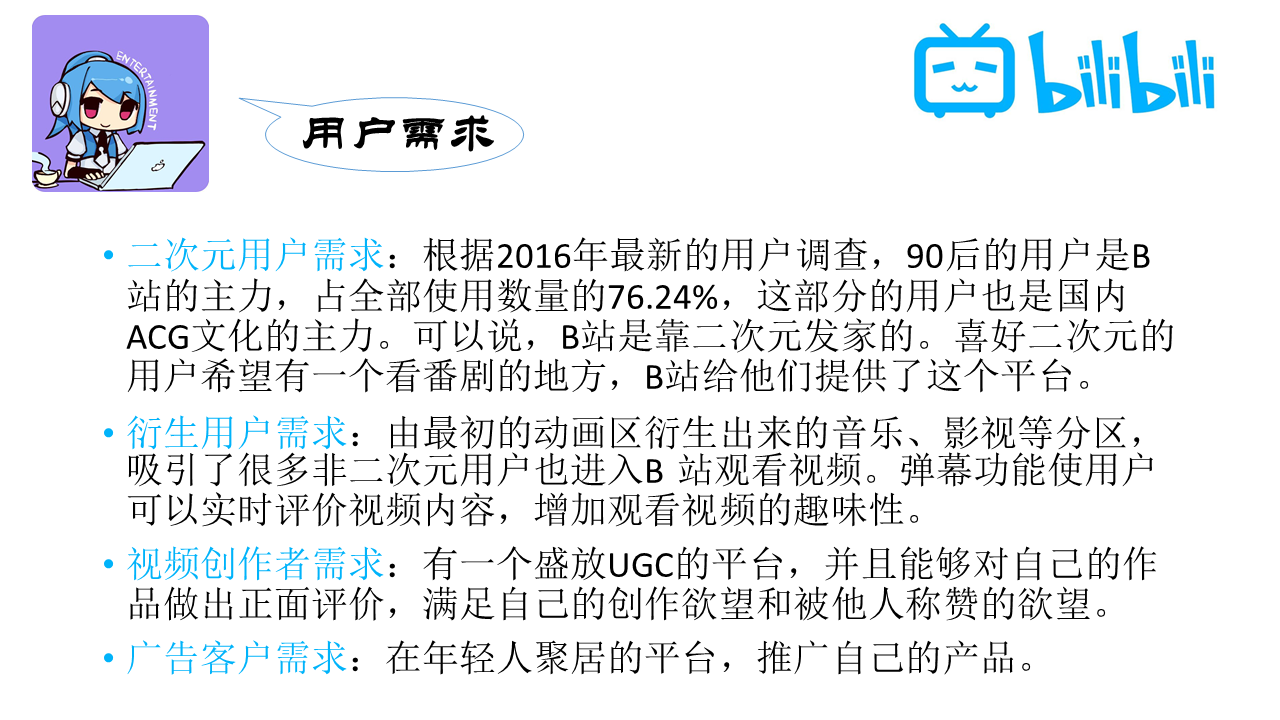 ENTERTAINMENT
bilibili
用户需求
• 二次元用户需求：根据2016年最新的用户调查，90后的用户是B
站的主力，占全部使用数量的76.24%，这部分的用户也是国内
ACG文化的主力。可以说，B站是靠二次元发家的。喜好二次元的
用户希望有一个看番剧的地方，B站给他们提供了这个平台。
• 衍生用户需求：由最初的动画区衍生出来的音乐、影视等分区，
吸引了很多非二次元用户也进入B 站观看视频。弹幕功能使用户
可以实时评价视频内容，增加观看视频的趣味性。
• 视频创作者需求：有一个盛放UGC的平台，并且能够对自己的作
品做出正面评价，满足自己的创作欲望和被他人称赞的欲望。
• 广告客户需求：在年轻人聚居的平台，推广自己的产品。